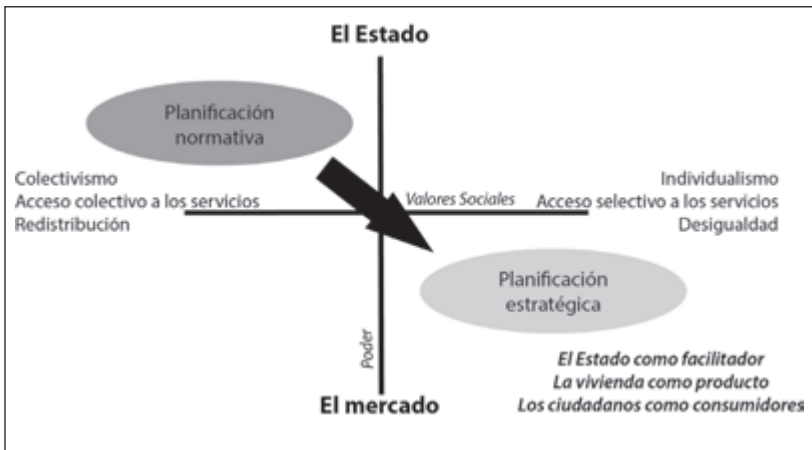 El Estado
Planificación
normativa
Colectivismo
Acceso colectivo a los servicios
Redistribución
Valores Sociales
Individualismo
Acceso selectivo a los servicios
Desigualdad
Planificación
estratégica
Poder
El Estado como facilitador
La vivienda como producto
Los ciudadanos como consumidores
El mercado